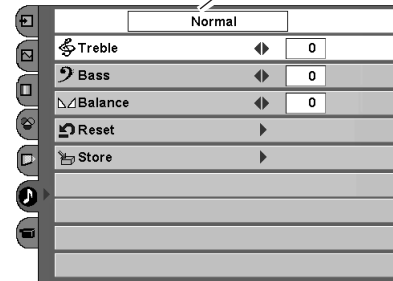 Normal
Treble 0
Bass 0
Balance 0
Reset
Store